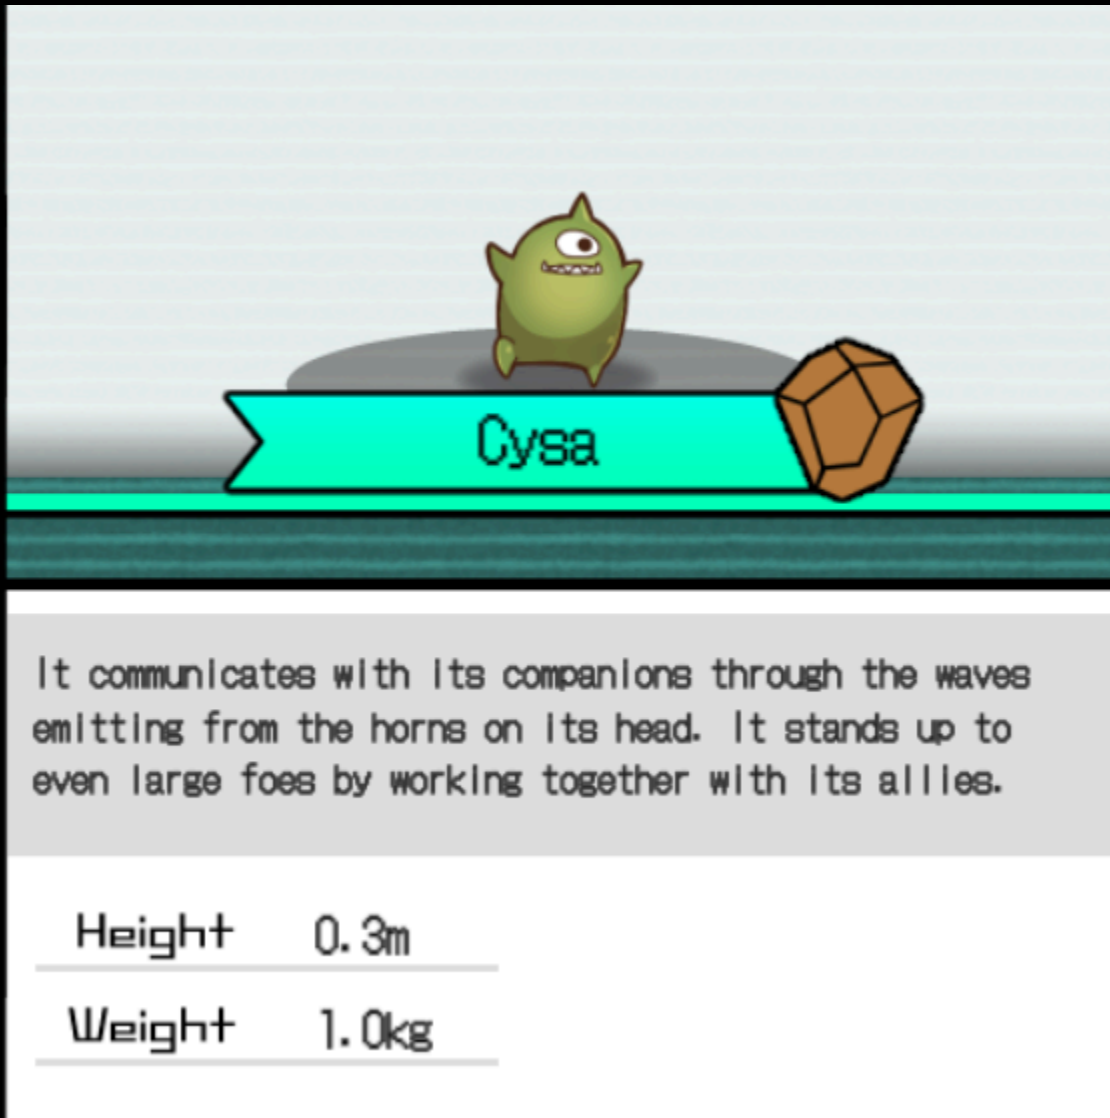 Cysa
It communicates with its companions through the waves
emitting from the horns on its head. It stands up to
even large foes by working together with its allies.
Height 0.3m
Weight 1.0kg